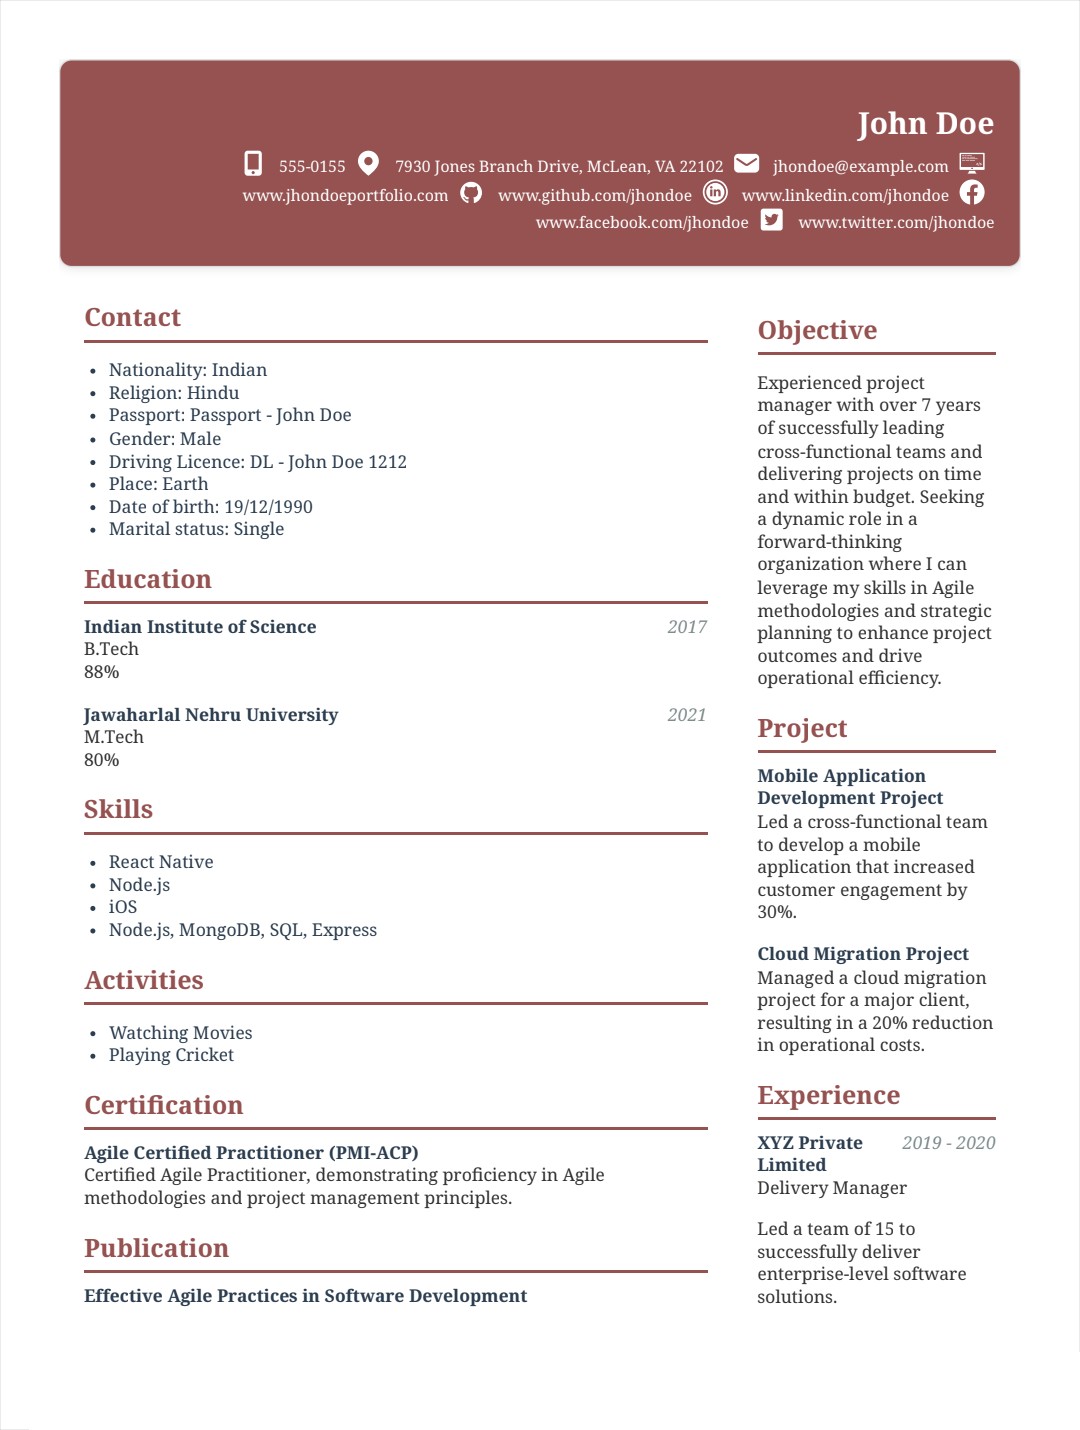 John Doe
555-0155 7930 Jones Branch Drive, McLean, VA 22102 jhondoe@example.com
www.jhondoeportfolio.com www.github.com/jhondoe www.linkedin.com/jhondoe
www.facebook.com/jhondoe www.twitter.com/jhondoe
Contact
• Nationality: Indian
• Religion: Hindu
• Passport: Passport - John Doe
• Gender: Male
• Driving Licence: DL - John Doe 1212
• Place: Earth
• Date of birth: 19/12/1990
• Marital status: Single
Education
Indian Institute of Science 2017
B.Tech
88%
Jawaharlal Nehru University 2021
M.Tech
80%
Skills
• React Native
• Node.js
• iOS
• Node.js, MongoDB, SQL, Express
Activities
• Watching Movies
• Playing Cricket
Certification
Agile Certified Practitioner (PMI-ACP)
Certified Agile Practitioner, demonstrating proficiency in Agile
methodologies and project management principles.
Publication
Effective Agile Practices in Software Development
Objective
Experienced project
manager with over 7 years
of successfully leading
cross-functional teams and
delivering projects on time
and within budget. Seeking
a dynamic role in a
forward-thinking
organization where I can
leverage my skills in Agile
methodologies and strategic
planning to enhance project
outcomes and drive
operational efficiency.
Project
Mobile Application
Development Project
Led a cross-functional team
to develop a mobile
application that increased
customer engagement by
30%.
Cloud Migration Project
Managed a cloud migration
project for a major client,
resulting in a 20% reduction
in operational costs.
Experience
XYZ Private 2019 - 2020
Limited
Delivery Manager
Led a team of 15 to
successfully deliver
enterprise-level software
solutions.